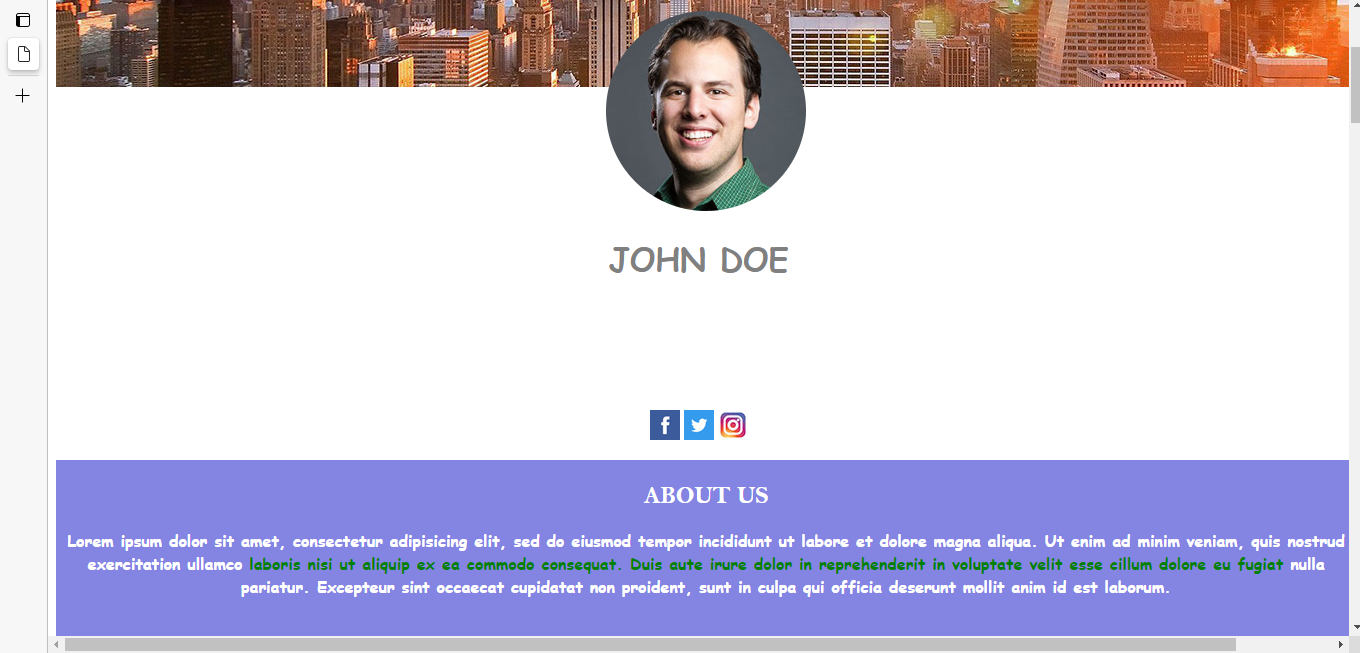 JOHN DOE
ABOUT US
Lorem ipsum dolor sit amet, consectetur adipisicing elit, sed do eiusmod tempor incididunt ut labore et dolore magna aliqua. Ut enim ad minim veniam, quis nostrud
exercitation ullamco laboris nisi ut aliquip ex ea commodo consequat. Duis aute irure dolor in reprehenderit in voluptate velit esse cillum dolore eu fugiat nulla
pariatur. Excepteur sint occaecat cupidatat non proident, sunt in culpa qui officia deserunt mollit anim id est laborum.